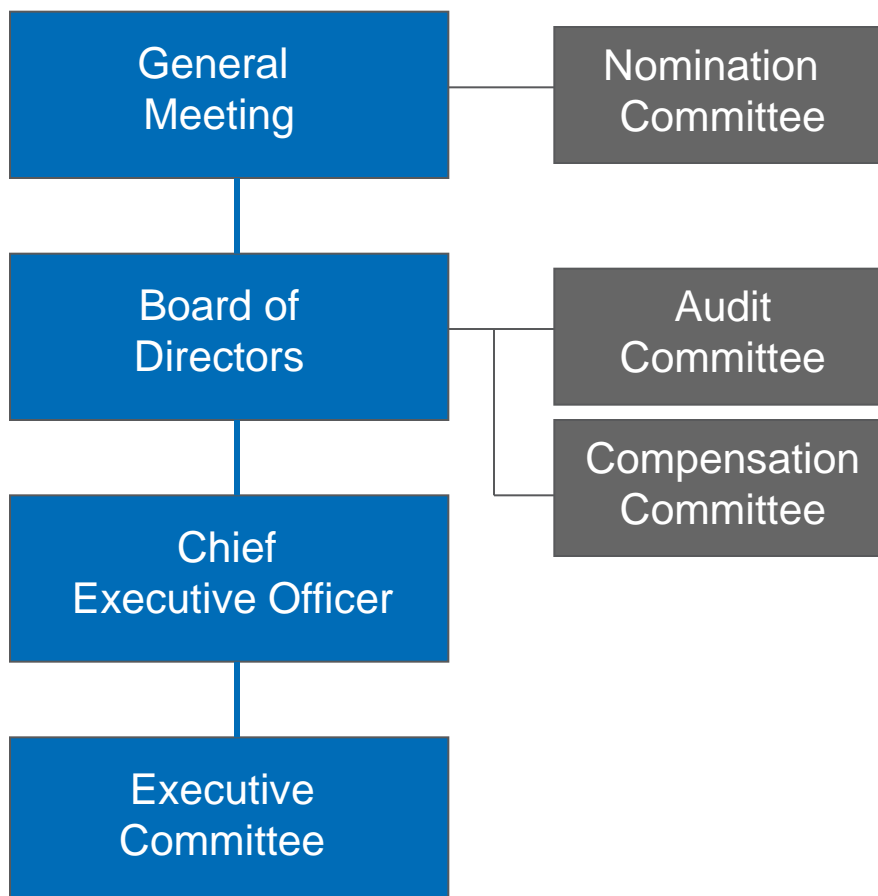 General
Meeting
Nomination
Committee
Board of
Directors
Audit
Committee
Compensation
Committee
Chief
Executive Officer
Executive
Committee